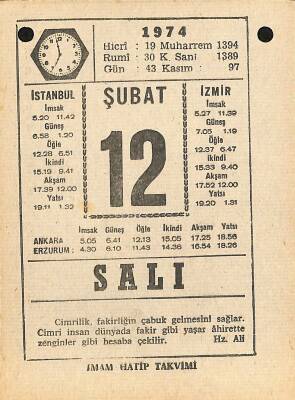 1974
Hicrî : 19 Muharrem 1394
Rumî : 30 K. Sani 1389
Gün : 43 Kasım : 97
İSTANBUL
İmsak
5.20 11.42
Güneş
6.58 1.20
Öğle
12.28 6.51
İkindi
15.19 9.41
Akşam
17.39 12.00
Yatsı
19.11 1.32
ŞUBAT
12
İZMİR
İmsak
5.27 11.39
Güneş
7.05 1.19
Öğle
12.37 6.47
İkindi
15.33 9.40
Akşam
17.52 12.00
Yatsı
19.20 1.31
İmsak Güneş Öğle İkindi Akşam Yatsı
ANKARA 5.05 6.41 12.13 15.05 17.25 18.56
ERZURUM: 4.30 6.10 11.43 14.38 16.54 18.26
SALI
Cimrilik, fakirliğin çabuk gelmesini sağlar.
Cimri insan dünyada fakir gibi yaşar âhirette
zenginler gibi hesaba çekilir. Hz. Ali
İMAM HATİP TAKVİMİ